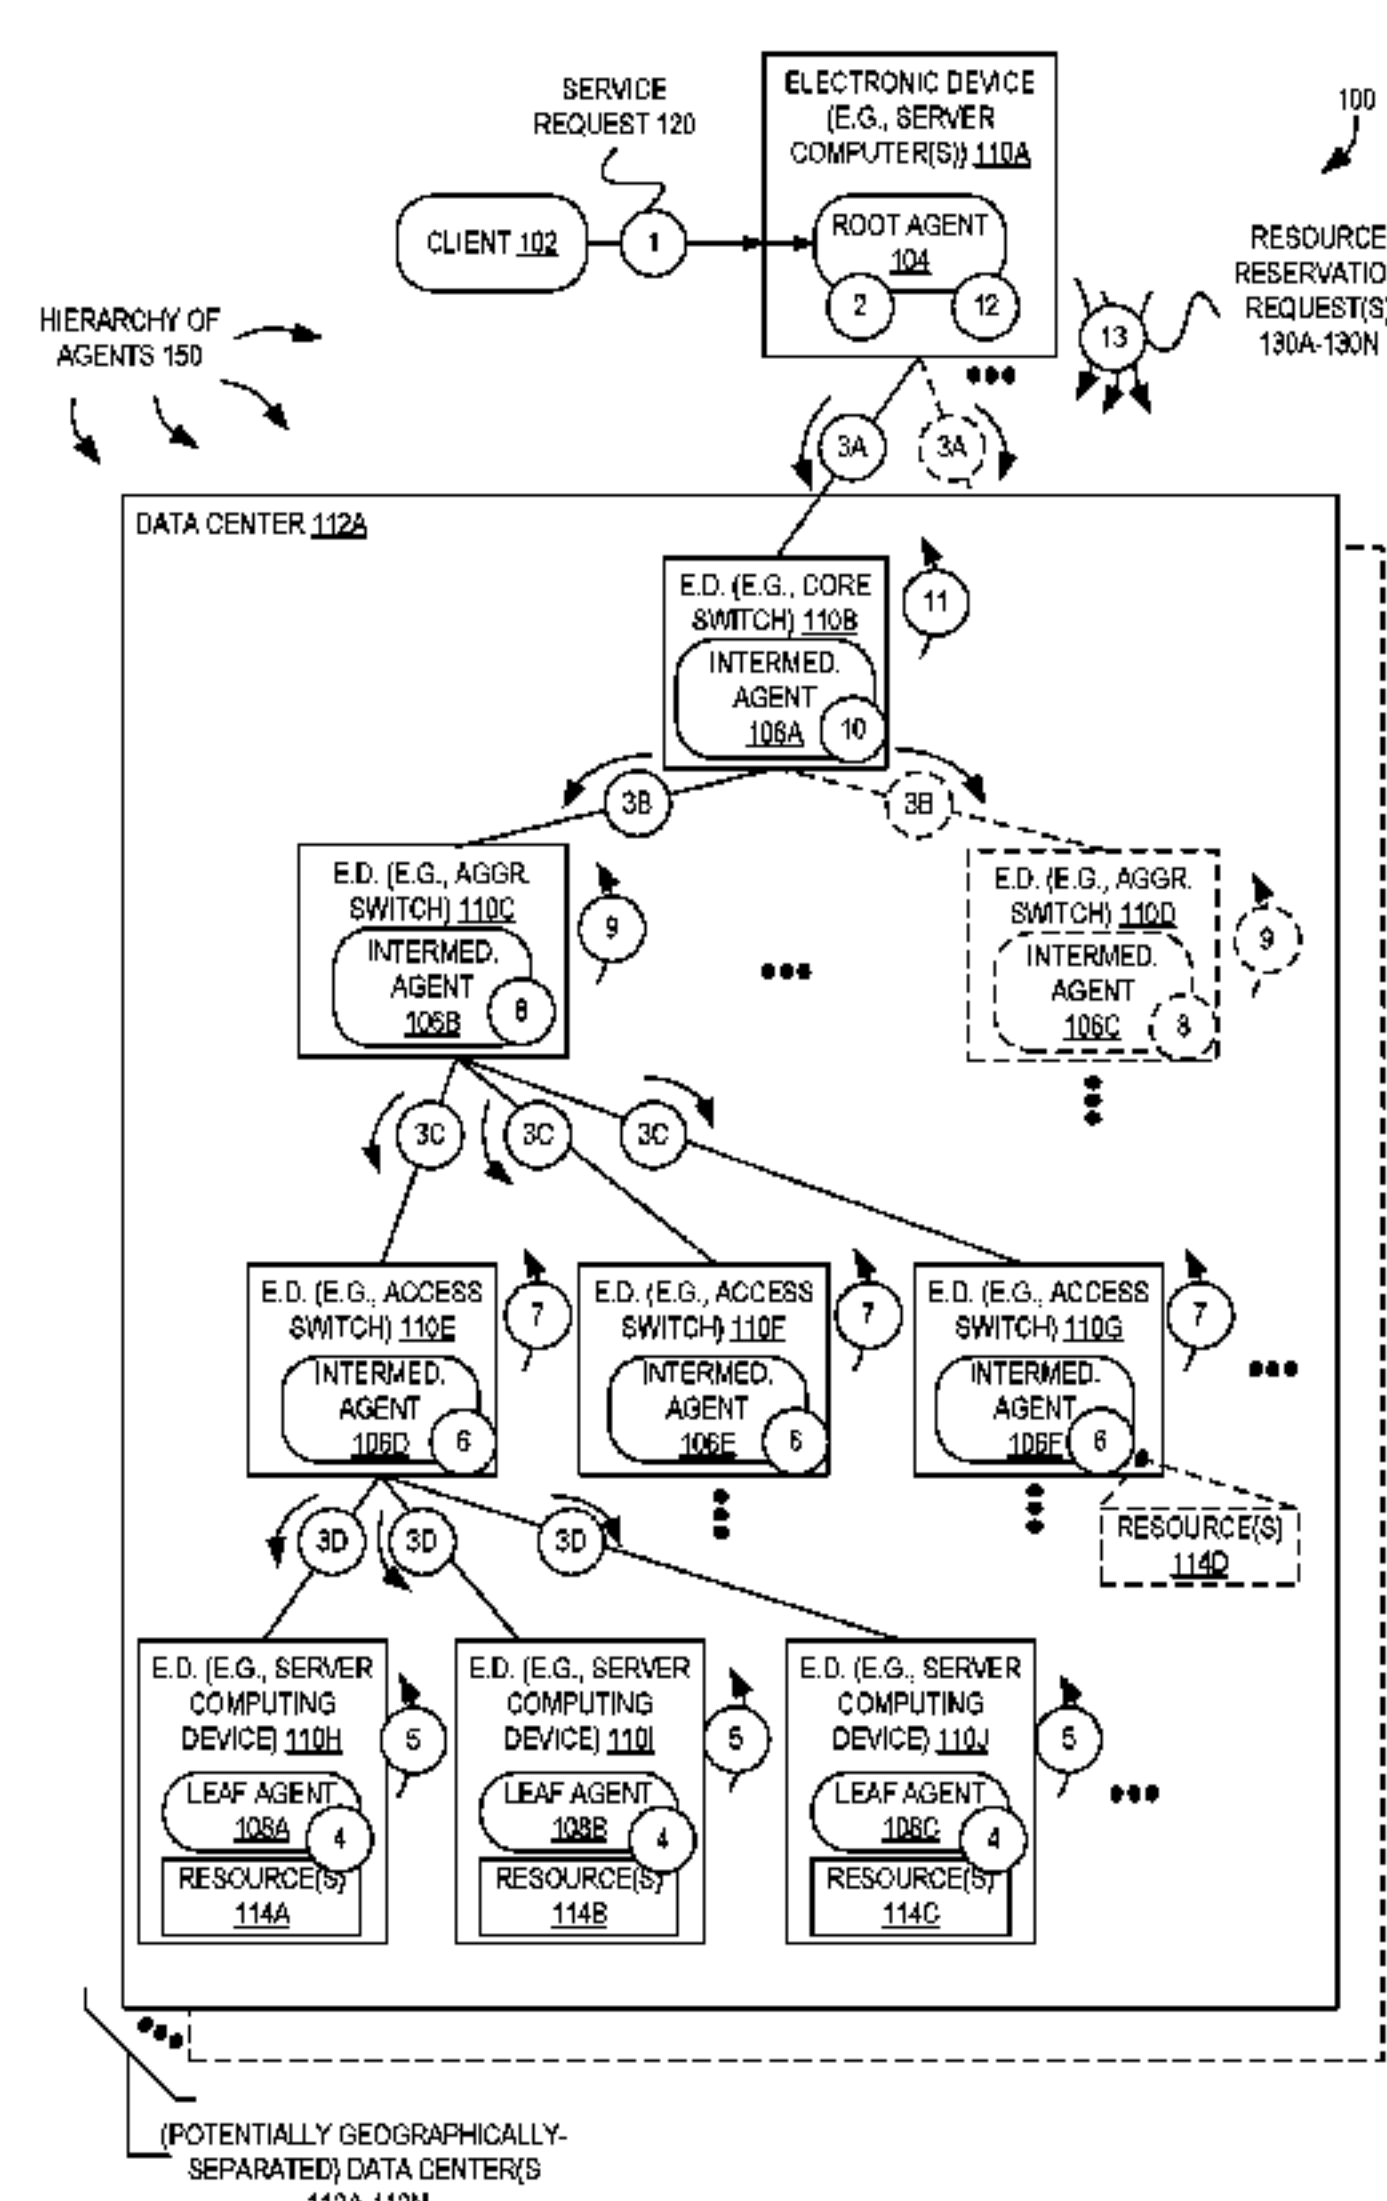 SERVICE
REQUEST 120
ELECTRONIC DEVICE
(E.G., SERVER
COMPUTER(S)) 110A
100
CLIENT 102
1
ROOT AGENT
104
2
12
RESOURCE
RESERVATIO
REQUEST(S)
130A-130N
13
HIERARCHY OF
AGENTS 150
3A
3A
DATA CENTER 112A
E.D. (E.G., CORE
SWITCH) 110B
INTERMED.
AGENT
106A
10
11
3B
3B
E.D. (E.G., AGGR.
SWITCH) 110C
INTERMED.
AGENT
106B
8
9
E.D. (E.G., AGGR.
SWITCH) 110D
INTERMED.
AGENT
106C
8
9
3C
3C
3C
E.D. (E.G., ACCESS
SWITCH) 110E
INTERMED.
AGENT
106D
6
7
E.D. (E.G., ACCESS
SWITCH) 110F
INTERMED.
AGENT
106E
6
7
E.D. (E.G., ACCESS
SWITCH) 110G
INTERMED.
AGENT
106F
6
7
RESOURCE(S)
114D
3D
3D
3D
E.D. (E.G., SERVER
COMPUTING
DEVICE) 110H
LEAF AGENT
108A
4
RESOURCE(S)
114A
5
E.D. (E.G., SERVER
COMPUTING
DEVICE) 110I
LEAF AGENT
108B
4
RESOURCE(S)
114B
5
E.D. (E.G., SERVER
COMPUTING
DEVICE) 110J
LEAF AGENT
108C
4
RESOURCE(S)
114C
5
(POTENTIALLY GEOGRAPHICALLY-
SEPARATED) DATA CENTER(S